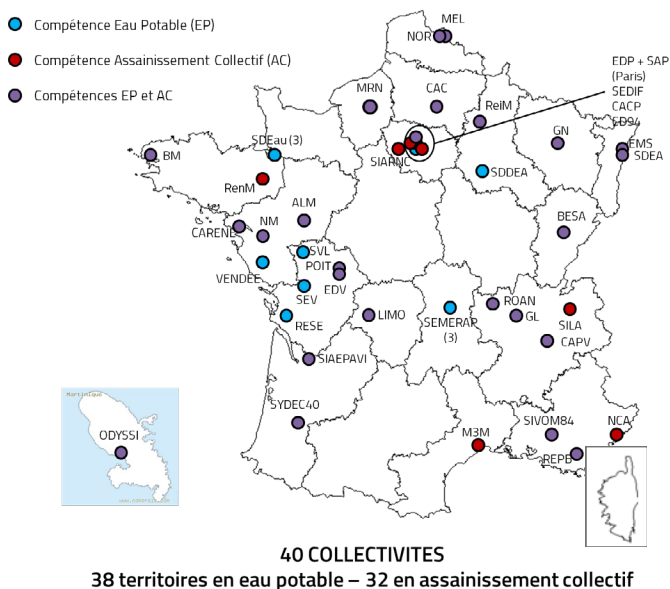 Compétence Eau Potable (EP)
Compétence Assainissement Collectif (AC)
Compétences EP et AC
MEL
NOR
EDP + SAP
(Paris)
SEDIF
CACP
SD94
MRN
CAC
ReiM
GN
EMS
SDEA
SDEau (3)
BM
SIARNC
SDDEA
RenM
ALM
BESA
CARENE
NM
SVL
POIT
VENDÉE
EDV
SEV
ROAN
RESE
LIMO
SEMERAP
(3)
GL
SILA
CAPV
SIAEPAVI
Martinique
SYDEC40
ODYSSI
M3M
SIVOM84
NCA
REPB
40 COLLECTIVITES
38 territoires en eau potable – 32 en assainissement collectif